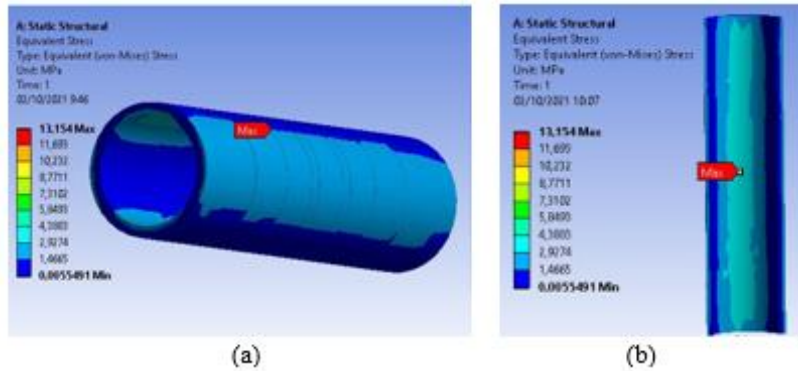 A: Static Structural
Equivalent Stress
Type: Equivalent (von-Mises) Stress
Unit: MPa
Time: 1
02/10/2021 9:46
13,154 Max
11,693
10,232
8,7711
7,3102
5,8493
4,3883
2,9274
1,4665
0,0055491 Min
Max
(a)
A: Static Structural
Equivalent Stress
Type: Equivalent (von-Mises) Stress
Unit: MPa
Time: 1
02/10/2021 10:07
13,154 Max
11,693
10,232
8,7711
7,3102
5,8493
4,3883
2,9274
1,4665
0,0055491 Min
Max
(b)